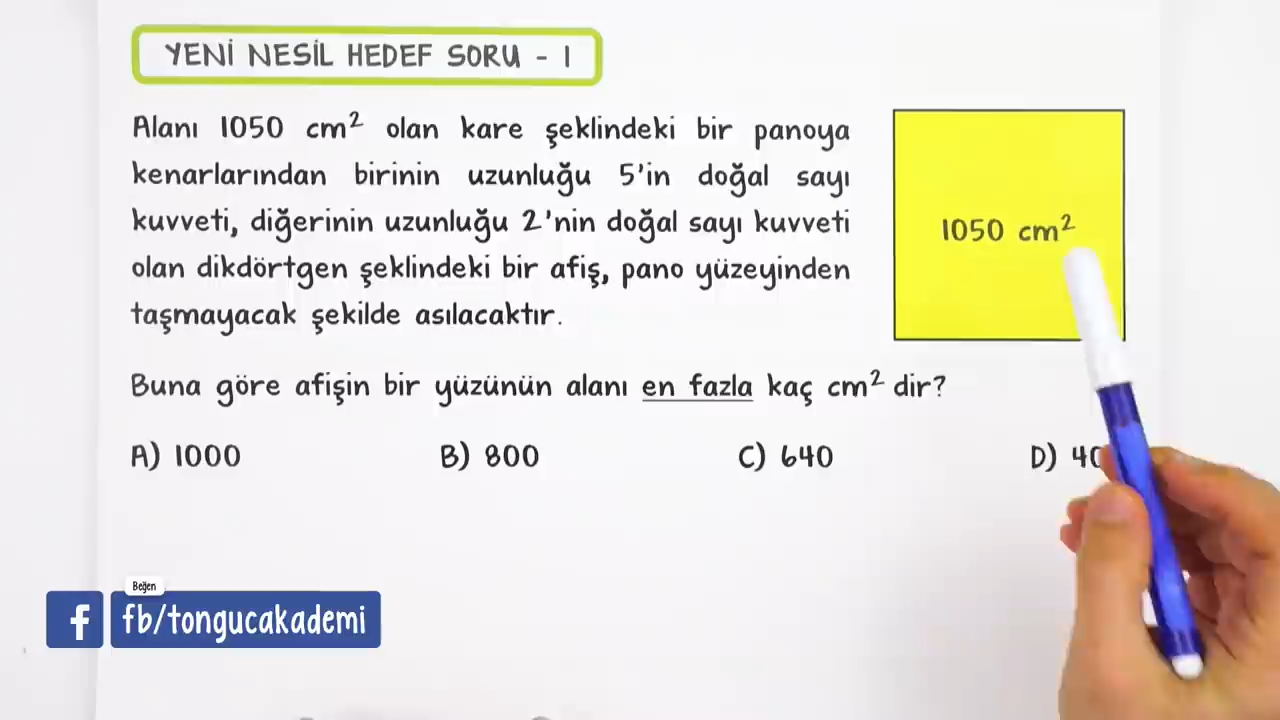 YENİ NESİL HEDEF SORU - 1
Alanı 1050 cm² olan kare şeklindeki bir panoya
kenarlarından birinin uzunluğu 5'in doğal sayı
kuvveti, diğerinin uzunluğu 2'nin doğal sayı kuvveti
olan dikdörtgen şeklindeki bir afiş, pano yüzeyinden
taşmayacak şekilde asılacaktır.
1050 cm²
Buna göre afişin bir yüzünün alanı en fazla kaç cm² dir?
A) 1000 B) 800 C) 640 D)
Beğen
fb/tongucakademi